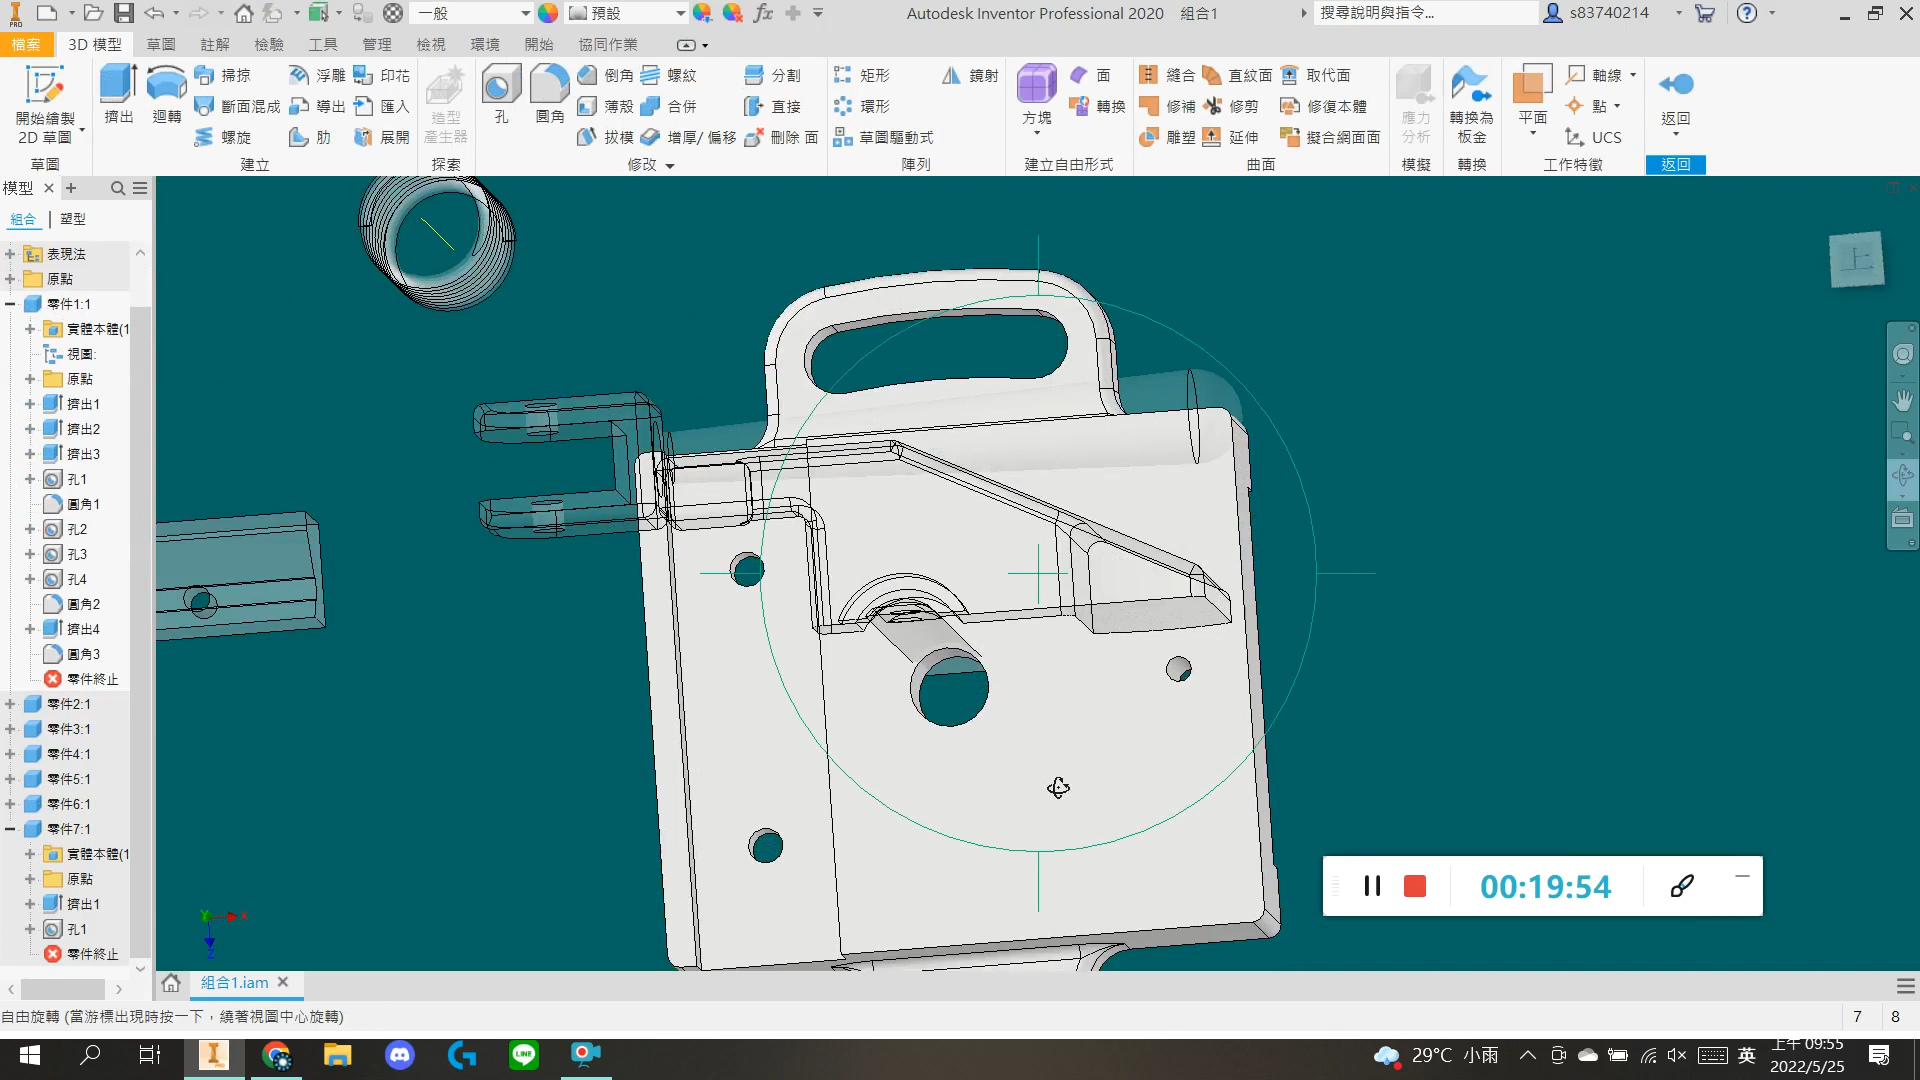 PRO
一般
預設
fx
Autodesk Inventor Professional 2020 組合1
搜尋說明與指令...
s83740214
檔案
3D 模型
草圖
註解
檢驗
工具
管理
檢視
環境
開始
協同作業
開始繪製
2D 草圖
草圖
擠出
迴轉
掃掠
斷面混成
螺旋
浮雕
導出
肋
印花
匯入
展開
建立
造型
產生器
探索
孔
圓角
倒角
薄殼
拔模
螺紋
合併
增厚/ 偏移
分割
直接
刪除 面
修改
矩形
環形
草圖驅動式
鏡射
陣列
方塊
面
轉換
建立自由形式
縫合
修補
雕塑
直紋面
修剪
延伸
取代面
修復本體
擬合網面面
曲面
應力
分析
模擬
轉換為
板金
轉換
平面
軸線
點
UCS
工作特徵
返回
返回
模型
組合
塑型
表現法
原點
零件1:1
實體本體(1
視圖:
原點
擠出1
擠出2
擠出3
孔1
圓角1
孔2
孔3
孔4
圓角2
擠出4
圓角3
零件終止
零件2:1
零件3:1
零件4:1
零件5:1
零件6:1
零件7:1
實體本體(1
原點
擠出1
孔1
零件終止
上
Y
X
Z
00:19:54
組合1.iam
自由旋轉 (當游標出現時按一下，繞著視圖中心旋轉)
7
8
LINE
29°C 小雨
英
上午 09:55
2022/5/25